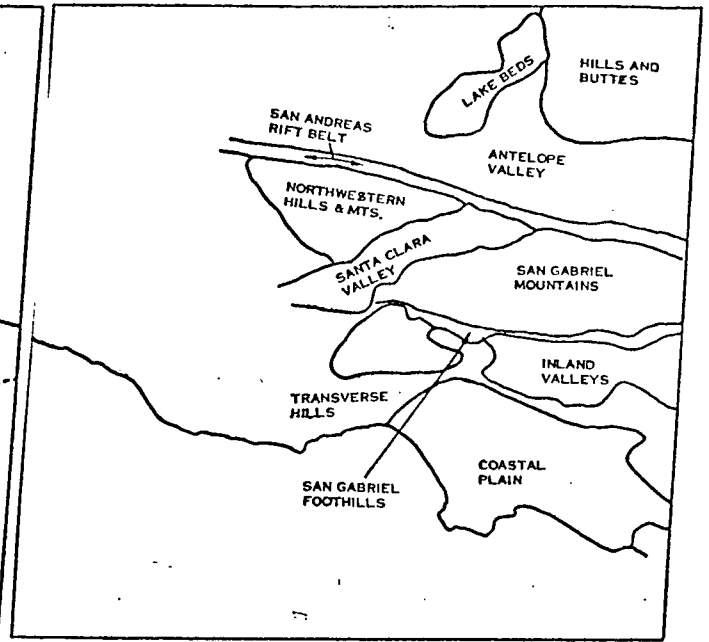 LAKE BEDS
HILLS AND
BUTTES
SAN ANDREAS
RIFT BELT
ANTELOPE
VALLEY
NORTHWESTERN
HILLS & MTS.
SANTA CLARA
VALLEY
SAN GABRIEL
MOUNTAINS
INLAND
VALLEYS
TRANSVERSE
HILLS
COASTAL
PLAIN
SAN GABRIEL
FOOTHILLS